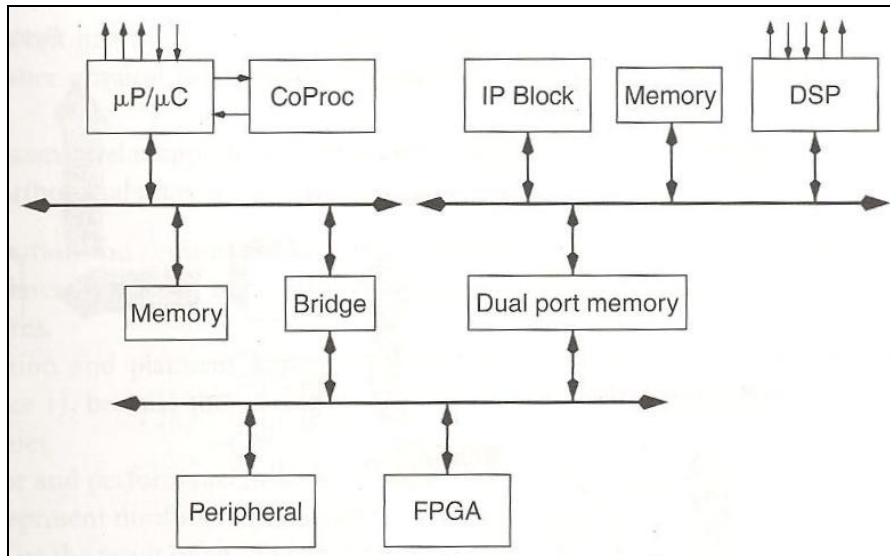 μP/μC
CoProc
IP Block
Memory
DSP
Memory
Bridge
Dual port memory
Peripheral
FPGA